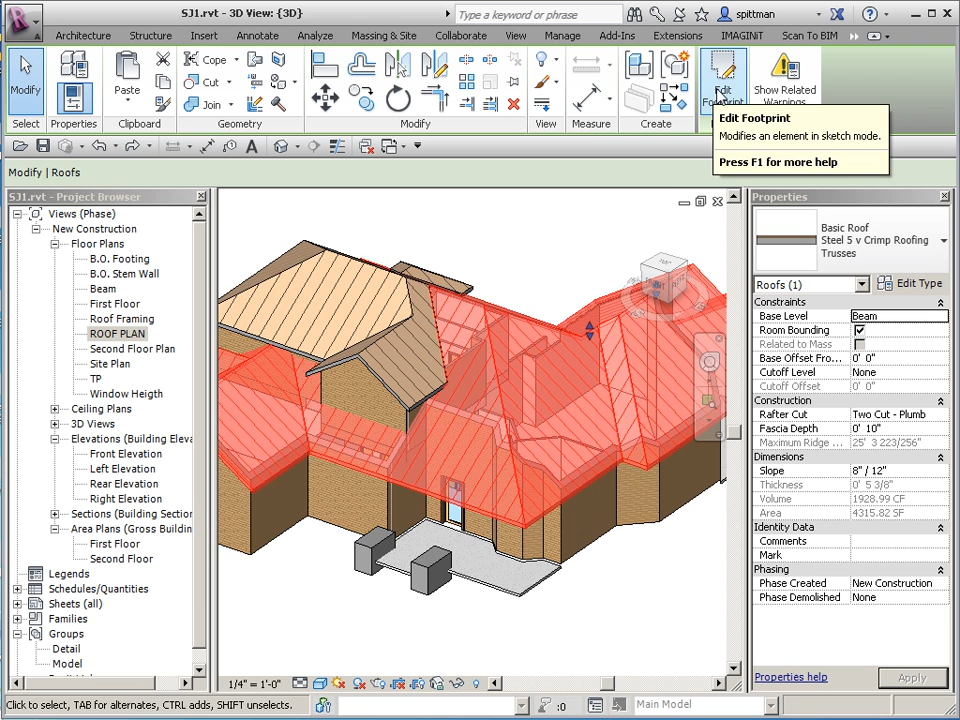 SJ1.rvt - 3D View: {3D}
Type a keyword or phrase
spittman
Architecture Structure Insert Annotate Analyze Massing & Site Collaborate View Manage Add-Ins Extensions IMAGINiT Scan To BIM
Modify
Paste
Cope
Cut
Join
Edit
Footprint
Show Related
Warnings
Select Properties Clipboard Geometry Modify View Measure Create
Edit Footprint
Modifies an element in sketch mode.
Press F1 for more help
Modify | Roofs
SJ1.rvt - Project Browser
Views (Phase)
New Construction
Floor Plans
B.O. Footing
B.O. Stem Wall
Beam
First Floor
Roof Framing
ROOF PLAN
Second Floor Plan
Site Plan
TP
Window Heigth
Ceiling Plans
3D Views
Elevations (Building Eleva
Front Elevation
Left Elevation
Rear Elevation
Right Elevation
Sections (Building Section
Area Plans (Gross Building
First Floor
Second Floor
Legends
Schedules/Quantities
Sheets (all)
Families
Groups
Detail
Model
1/4" = 1'-0"
Properties
Basic Roof
Steel 5 v Crimp Roofing
Trusses
Roofs (1)
Edit Type
Constraints
Base Level Beam
Room Bounding
Related to Mass
Base Offset Fro... 0' 0"
Cutoff Level None
Cutoff Offset 0' 0"
Construction
Rafter Cut Two Cut - Plumb
Fascia Depth 0' 10"
Maximum Ridge ... 25' 3 223/256"
Dimensions
Slope 8" / 12"
Thickness 0' 5 3/8"
Volume 1928.99 CF
Area 4315.82 SF
Identity Data
Comments
Mark
Phasing
Phase Created New Construction
Phase Demolished None
Properties help
Apply
Click to select, TAB for alternates, CTRL adds, SHIFT unselects.
:0
Main Model